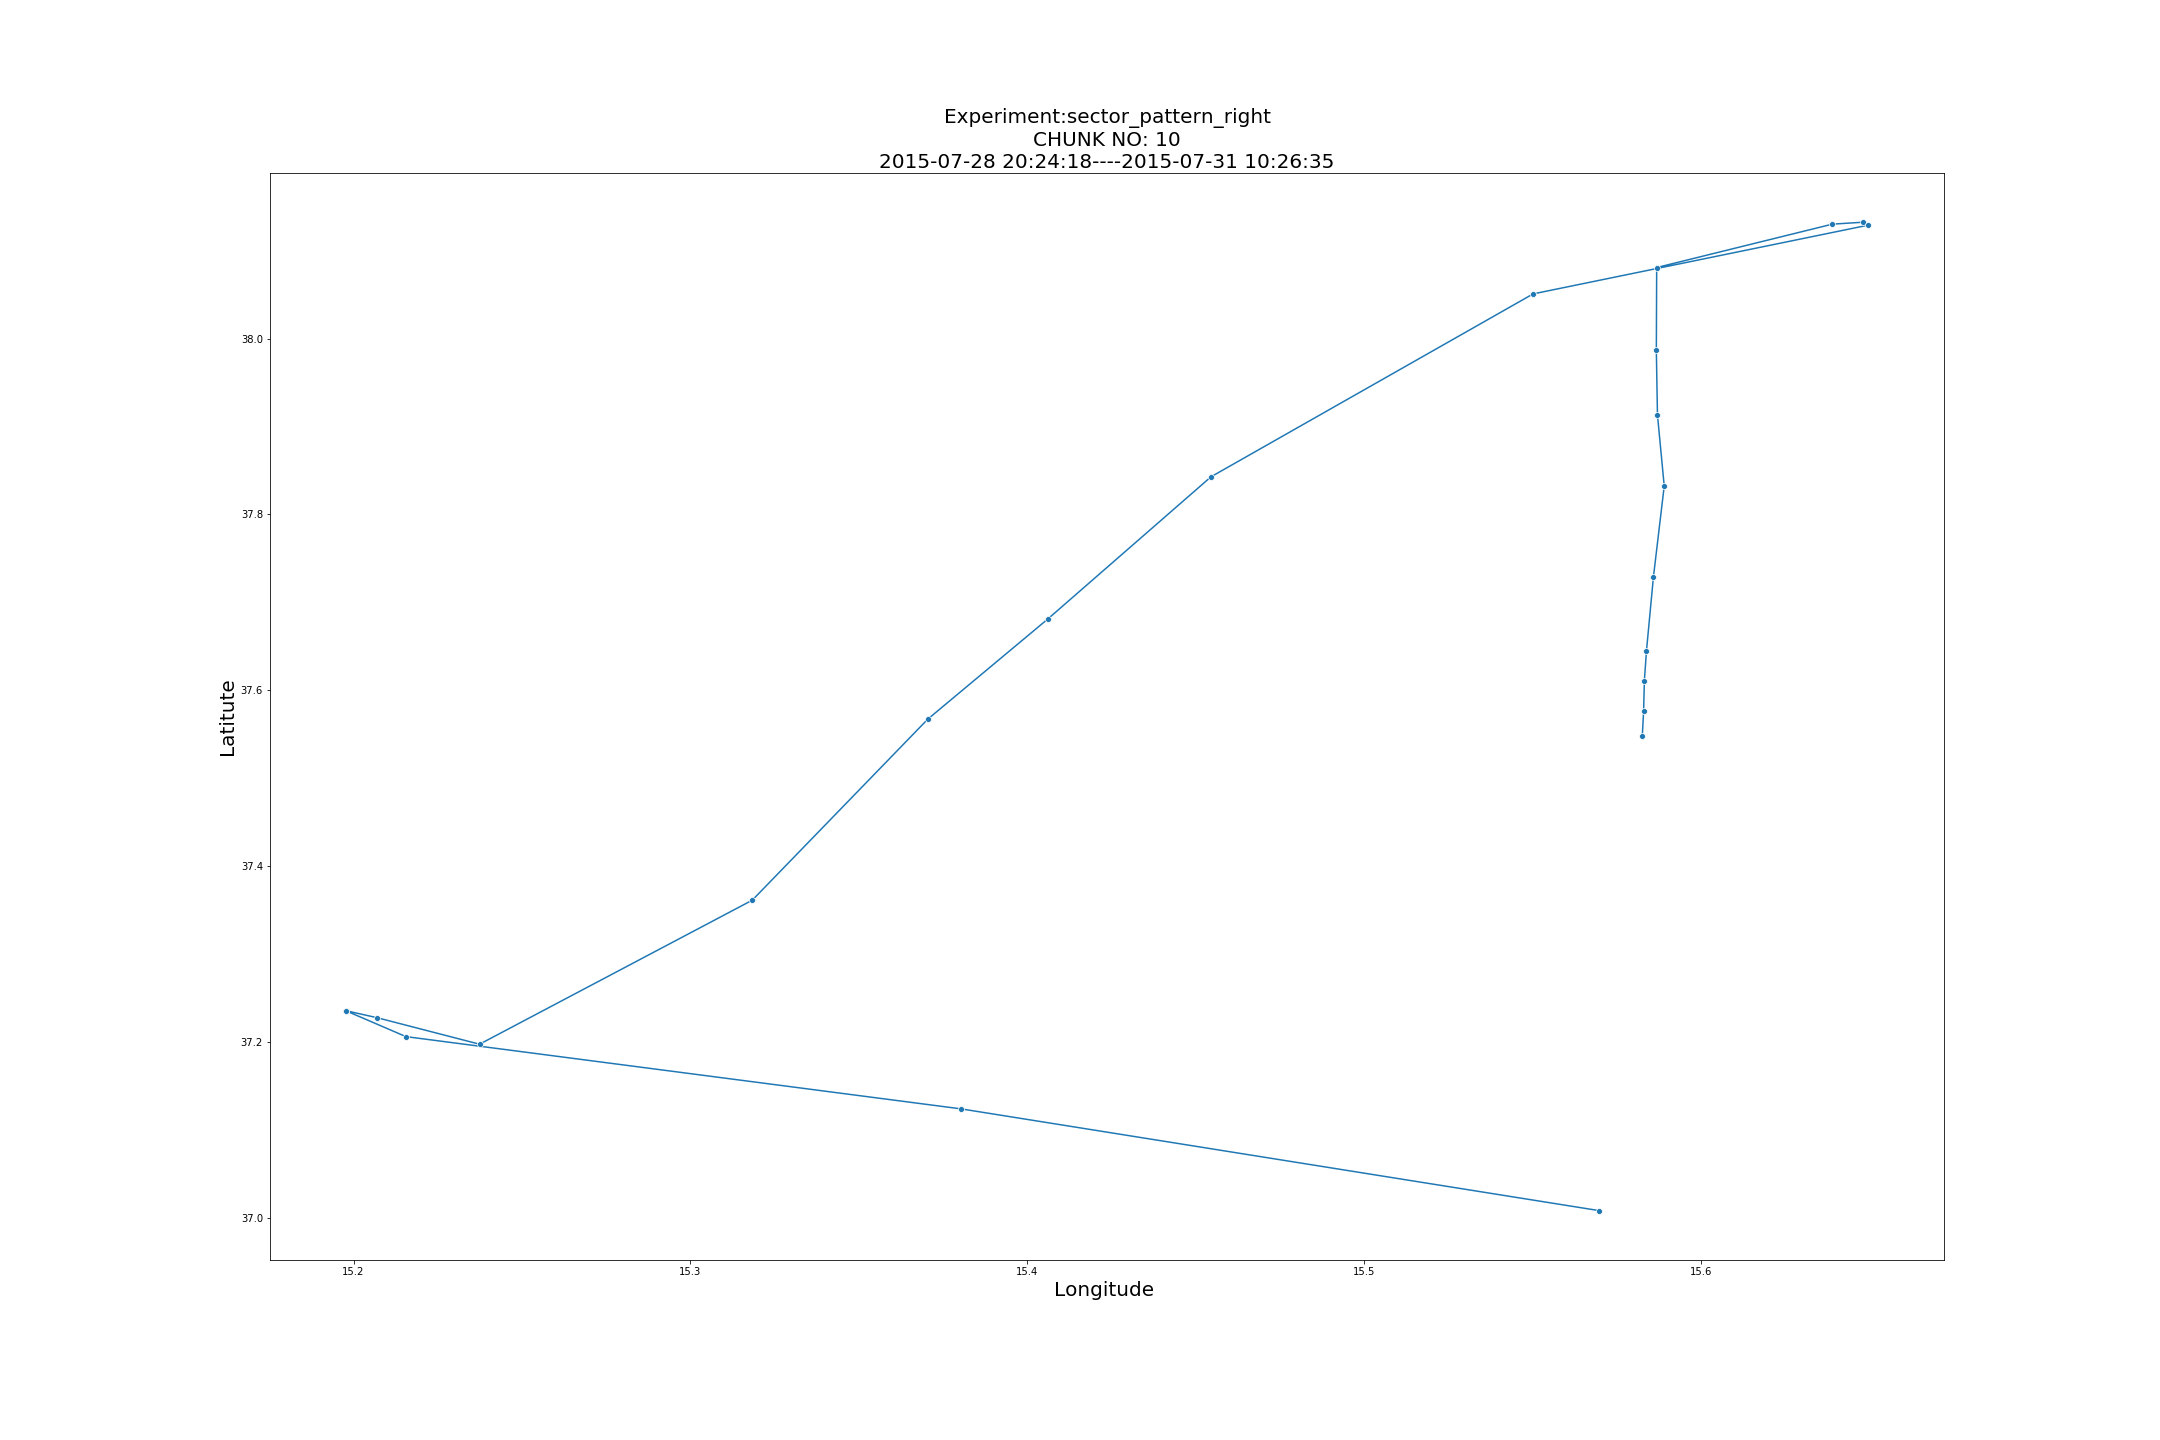 Experiment:sector_pattern_right
CHUNK NO: 10
2015-07-28 20:24:18----2015-07-31 10:26:35
38.0
37.8
37.6
37.4
37.2
37.0
Latitute
15.2 15.3 15.4 15.5 15.6
Longitude